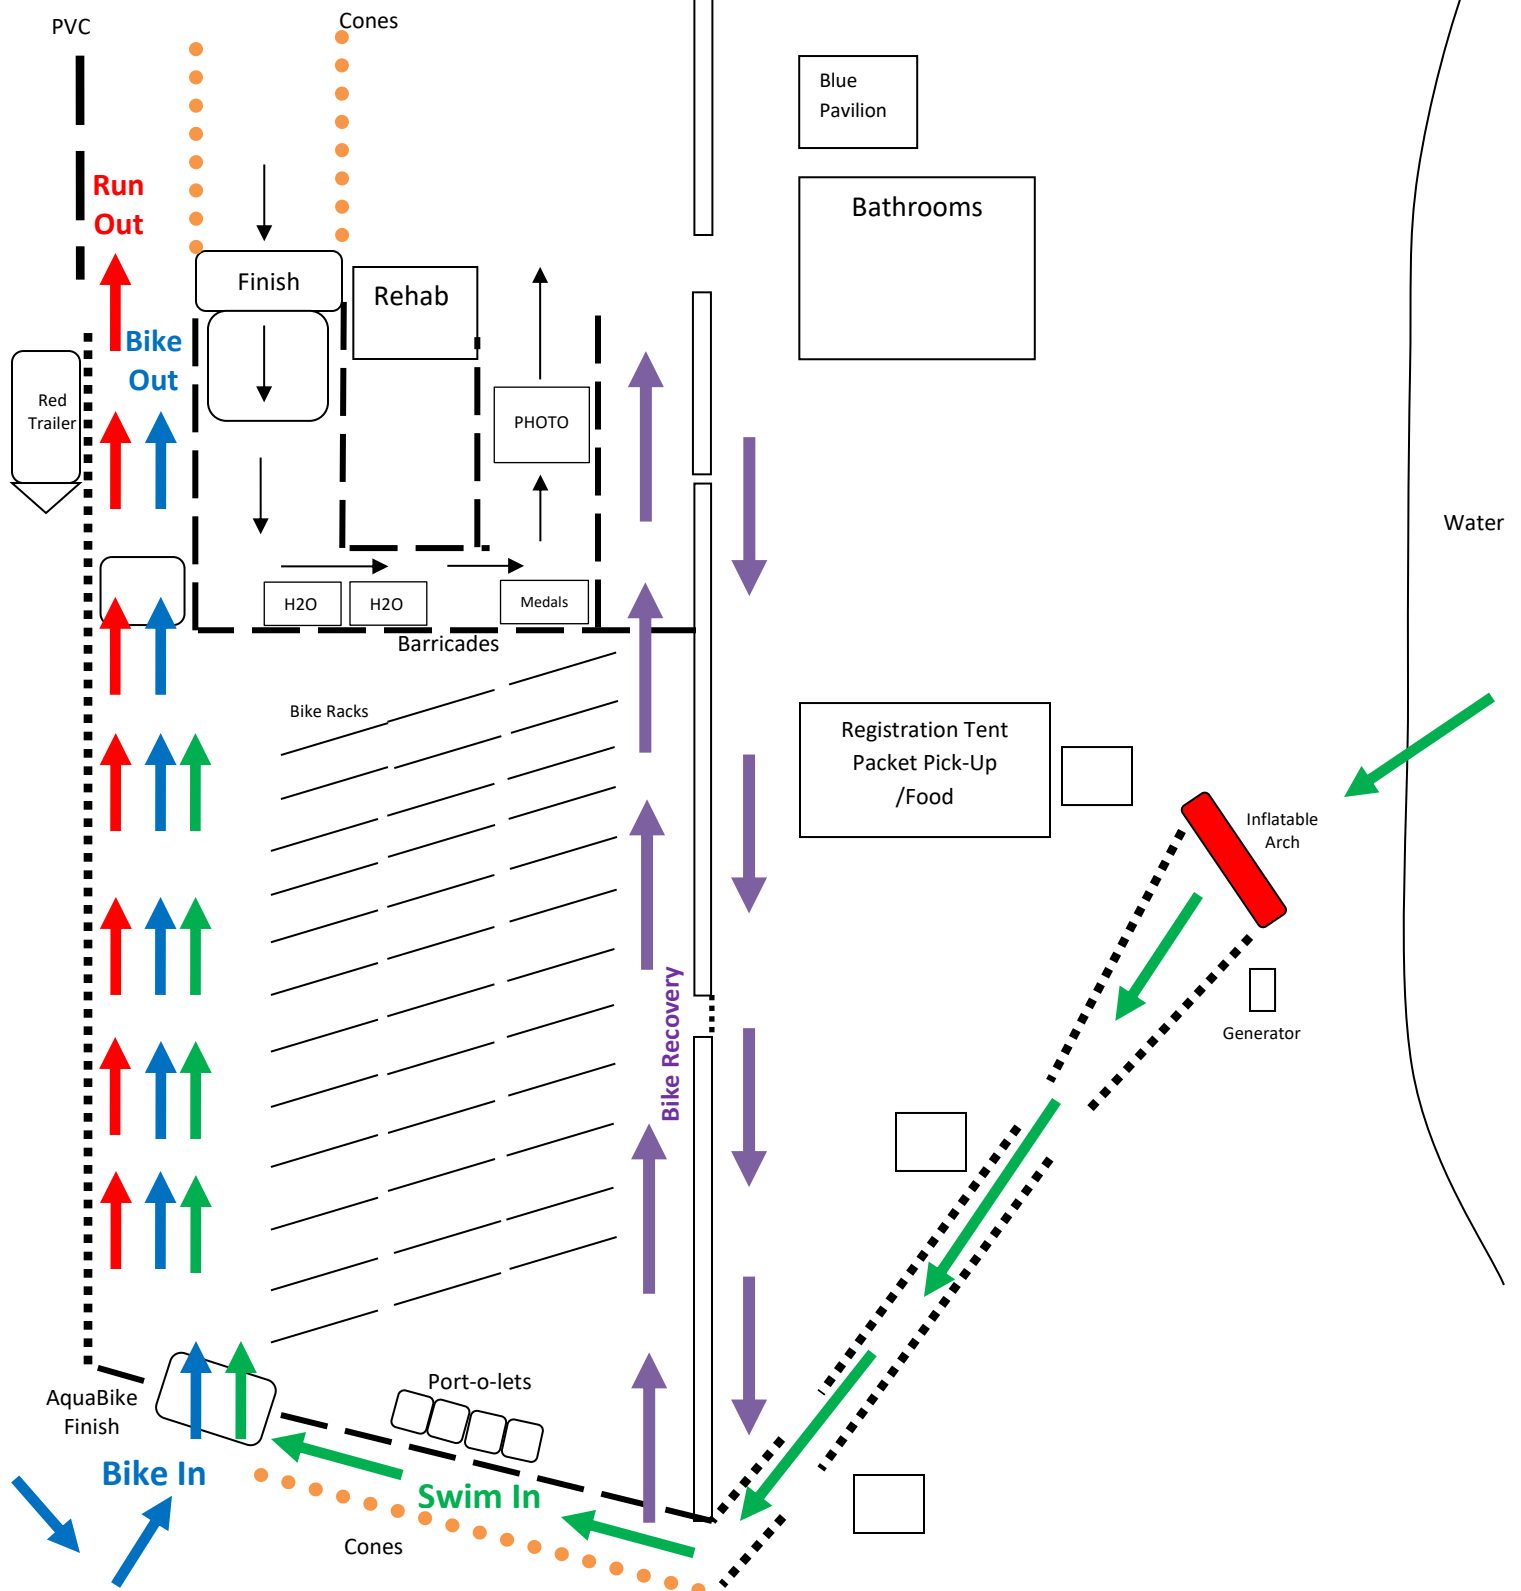 PVC
Cones
Blue
Pavilion
Run
Out
Bathrooms
Finish
Rehab
Bike
Out
Red
Trailer
PHOTO
Water
H2O
H2O
Medals
Barricades
Bike Racks
Registration Tent
Packet Pick-Up
/Food
Inflatable
Arch
Bike Recovery
Generator
Port-o-lets
AquaBike
Finish
Bike In
Swim In
Cones